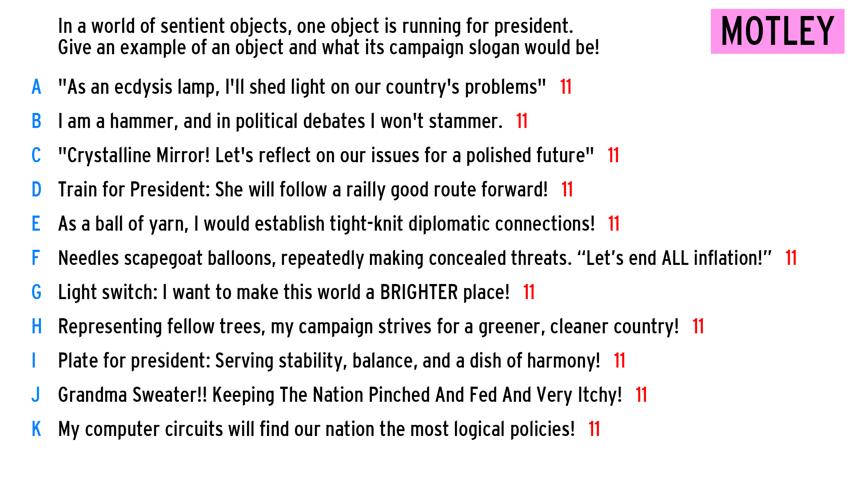 In a world of sentient objects, one object is running for president.
Give an example of an object and what its campaign slogan would be!
MOTLEY
A "As an ecdysis lamp, I'll shed light on our country's problems" 11
B I am a hammer, and in political debates I won't stammer. 11
C "Crystalline Mirror! Let's reflect on our issues for a polished future" 11
D Train for President: She will follow a railly good route forward! 11
E As a ball of yarn, I would establish tight-knit diplomatic connections! 11
F Needles scapegoat balloons, repeatedly making concealed threats. “Let’s end ALL inflation!” 11
G Light switch: I want to make this world a BRIGHTER place! 11
H Representing fellow trees, my campaign strives for a greener, cleaner country! 11
I Plate for president: Serving stability, balance, and a dish of harmony! 11
J Grandma Sweater!! Keeping The Nation Pinched And Fed And Very Itchy! 11
K My computer circuits will find our nation the most logical policies! 11